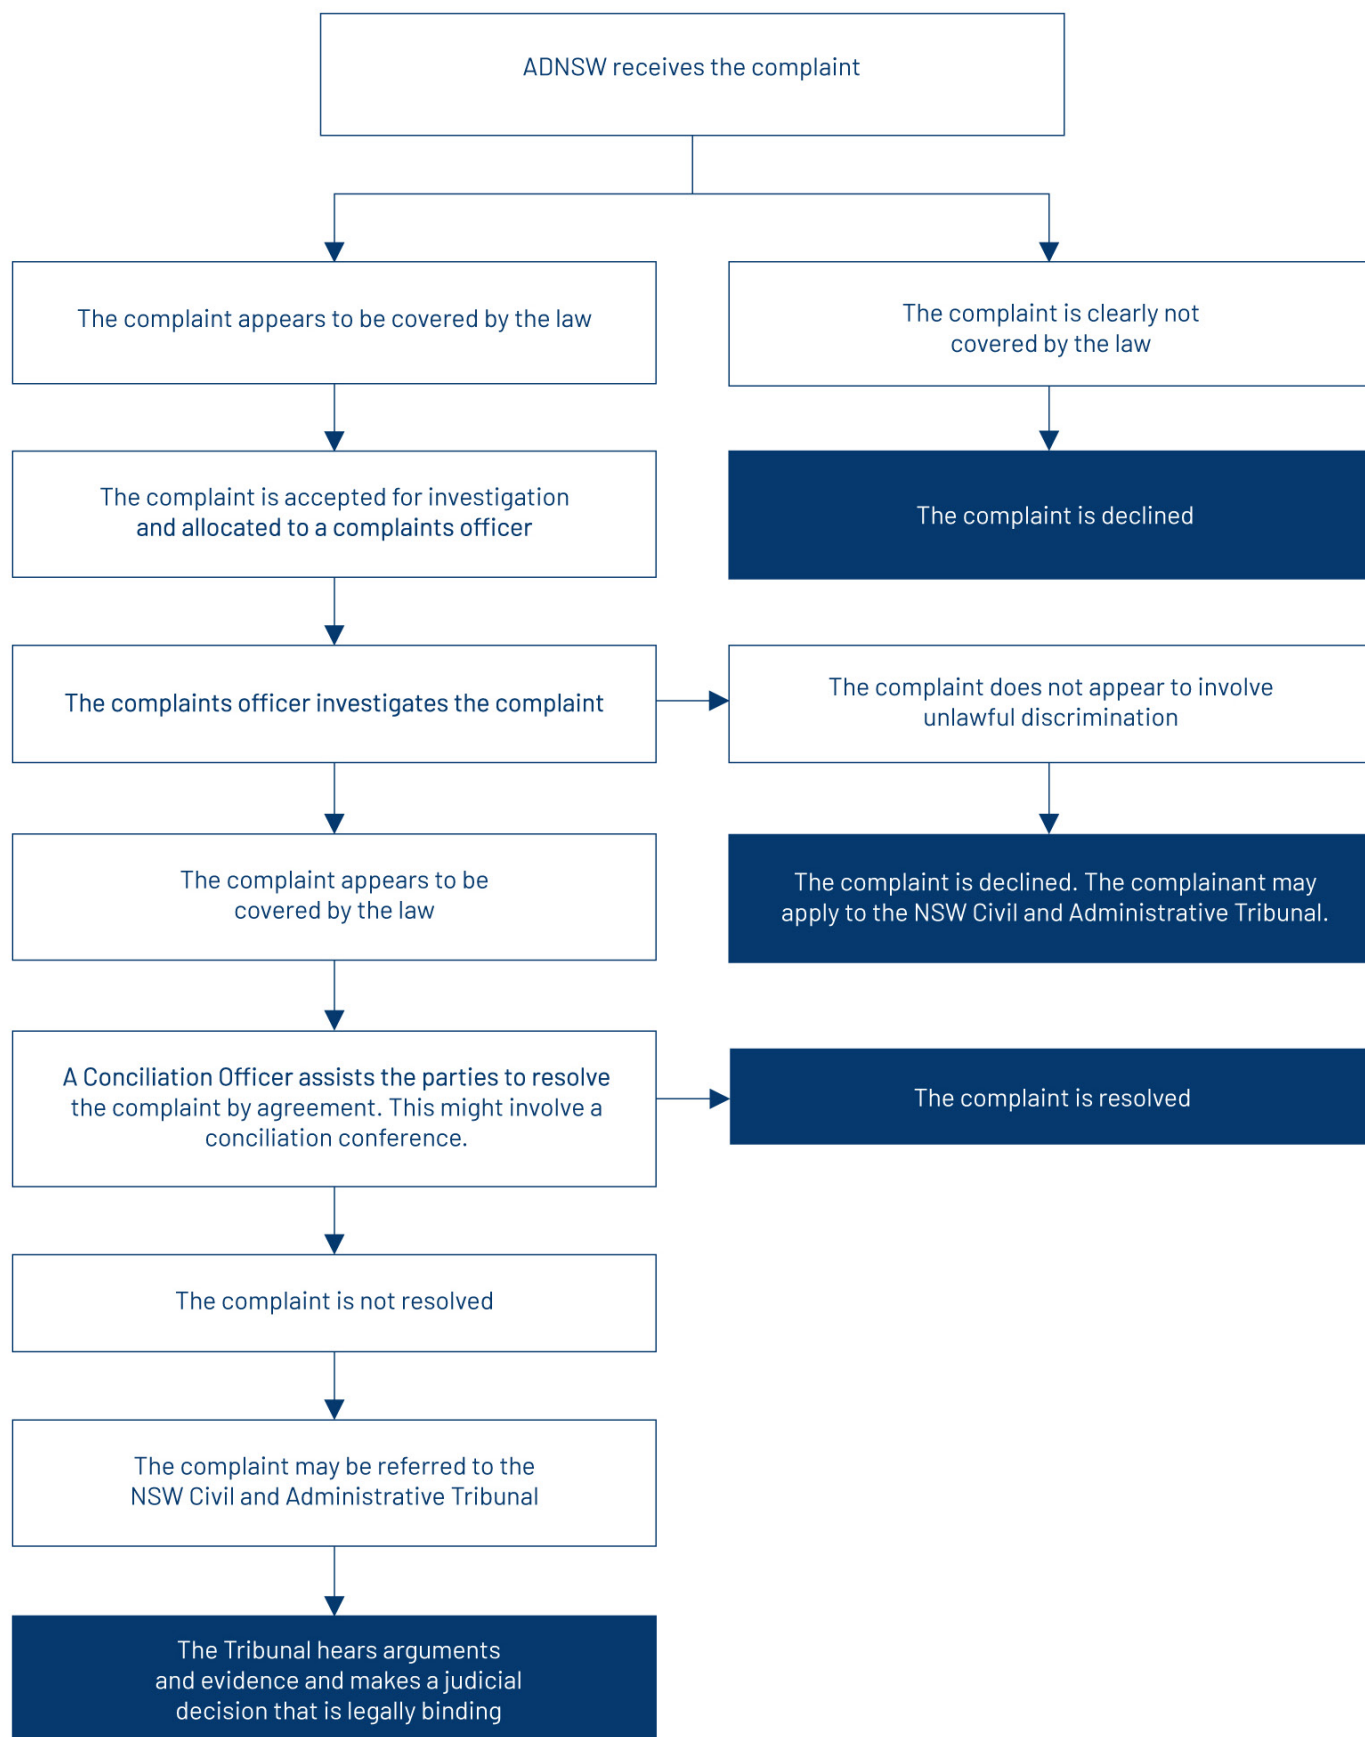 ADNSW receives the complaint
The complaint appears to be covered by the law
The complaint is clearly not
covered by the law
The complaint is accepted for investigation
and allocated to a complaints officer
The complaint is declined
The complaints officer investigates the complaint
The complaint does not appear to involve
unlawful discrimination
The complaint appears to be
covered by the law
The complaint is declined. The complainant may
apply to the NSW Civil and Administrative Tribunal.
A Conciliation Officer assists the parties to resolve
the complaint by agreement. This might involve a
conciliation conference.
The complaint is resolved
The complaint is not resolved
The complaint may be referred to the
NSW Civil and Administrative Tribunal
The Tribunal hears arguments
and evidence and makes a judicial
decision that is legally binding